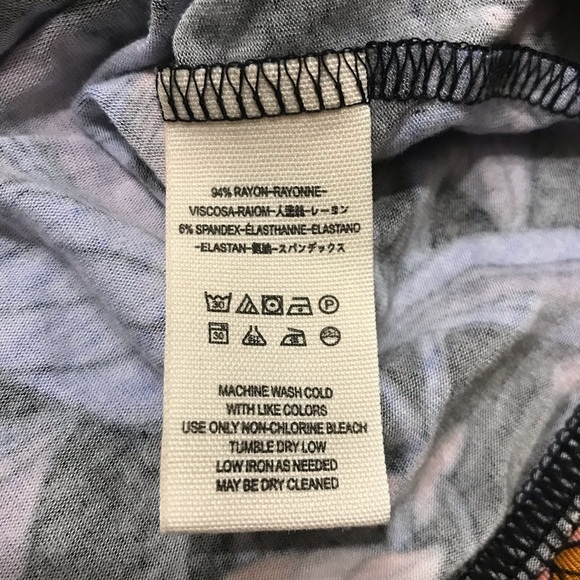 94% RAYON-RAYONNE-
VISCOSA-RAIOM-人造絲-レーヨン
6% SPANDEX-ÉLASTHANNE-ELASTANO
-ELASTAN-氨綸-スパンデックス
30 P
30
MACHINE WASH COLD
WITH LIKE COLORS
USE ONLY NON-CHLORINE BLEACH
TUMBLE DRY LOW
LOW IRON AS NEEDED
MAY BE DRY CLEANED